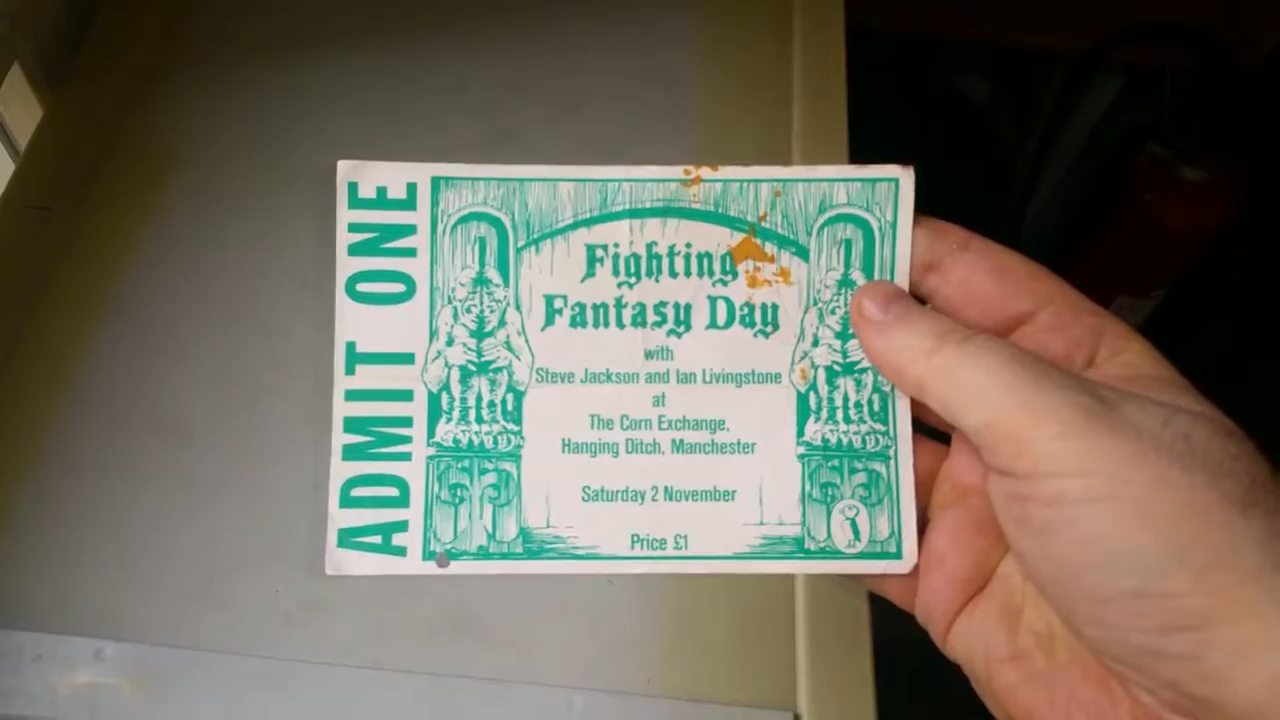 ADMIT ONE
Fighting
Fantasy Day
with
Steve Jackson and Ian Livingstone
at
The Corn Exchange,
Hanging Ditch, Manchester
Saturday 2 November
Price £1